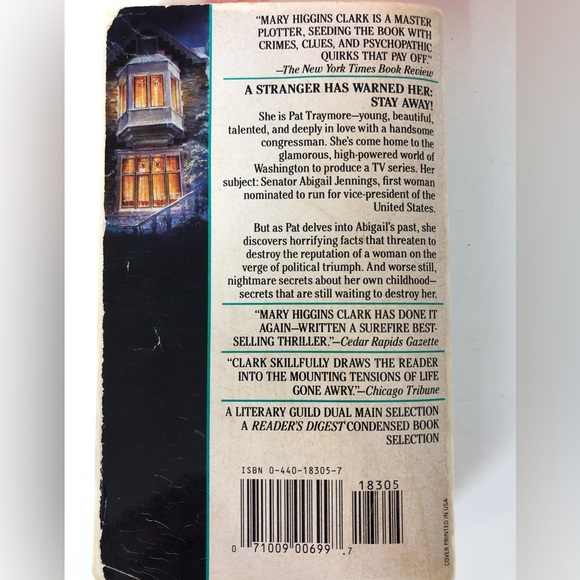 "MARY HIGGINS CLARK IS A MASTER
PLOTTER, SEEDING THE BOOK WITH
CRIMES, CLUES, AND PSYCHOPATHIC
QUIRKS THAT PAY OFF."
—The New York Times Book Review
A STRANGER HAS WARNED HER:
STAY AWAY!
She is Pat Traymore—young, beautiful,
talented, and deeply in love with a handsome
congressman. She's come home to the
glamorous, high-powered world of
Washington to produce a TV series. Her
subject: Senator Abigail Jennings, first woman
nominated to run for vice-president of the
United States.
But as Pat delves into Abigail's past, she
discovers horrifying facts that threaten to
destroy the reputation of a woman on the
verge of political triumph. And worse still,
nightmare secrets about her own childhood—
secrets that are still waiting to destroy her.
"MARY HIGGINS CLARK HAS DONE IT
AGAIN—WRITTEN A SUREFIRE BEST-
SELLING THRILLER."—Cedar Rapids Gazette
"CLARK SKILLFULLY DRAWS THE READER
INTO THE MOUNTING TENSIONS OF LIFE
GONE AWRY."—Chicago Tribune
A LITERARY GUILD DUAL MAIN SELECTION
A READER'S DIGEST CONDENSED BOOK
SELECTION
ISBN 0-440-18305-7
18305
0 71009 00699 7
COVER PRINTED IN USA